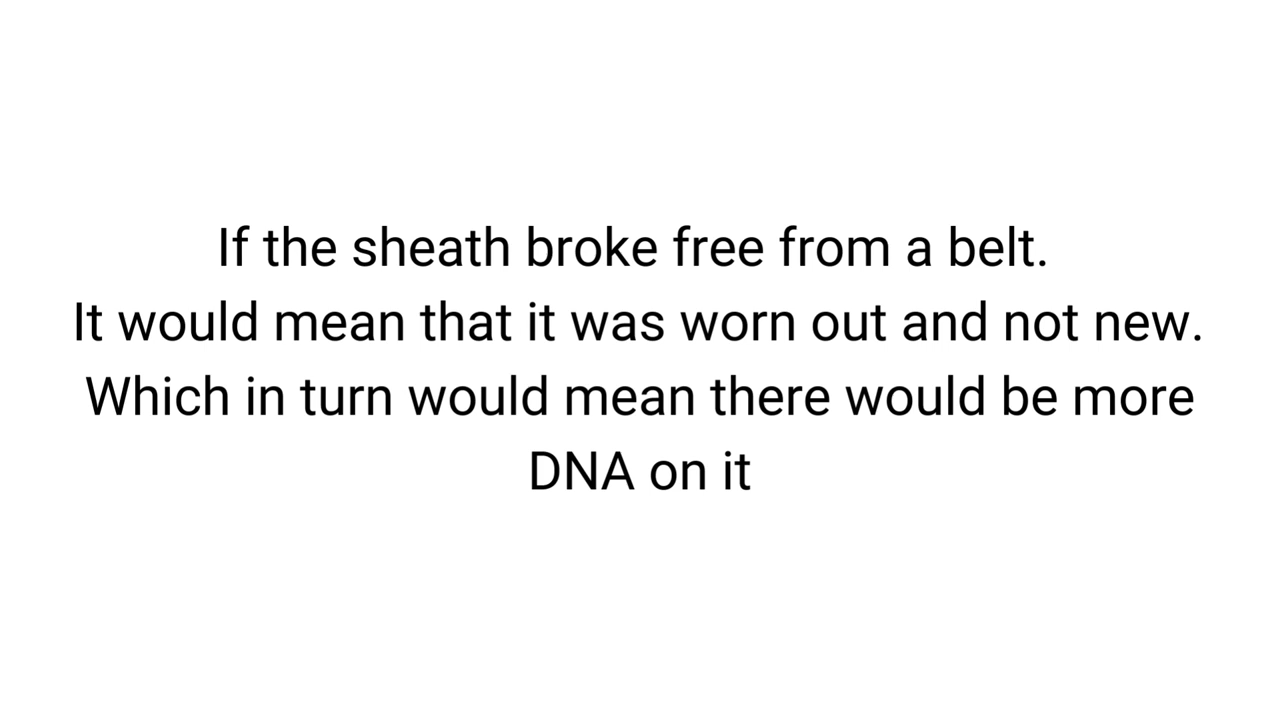 If the sheath broke free from a belt.
It would mean that it was worn out and not new.
Which in turn would mean there would be more
DNA on it